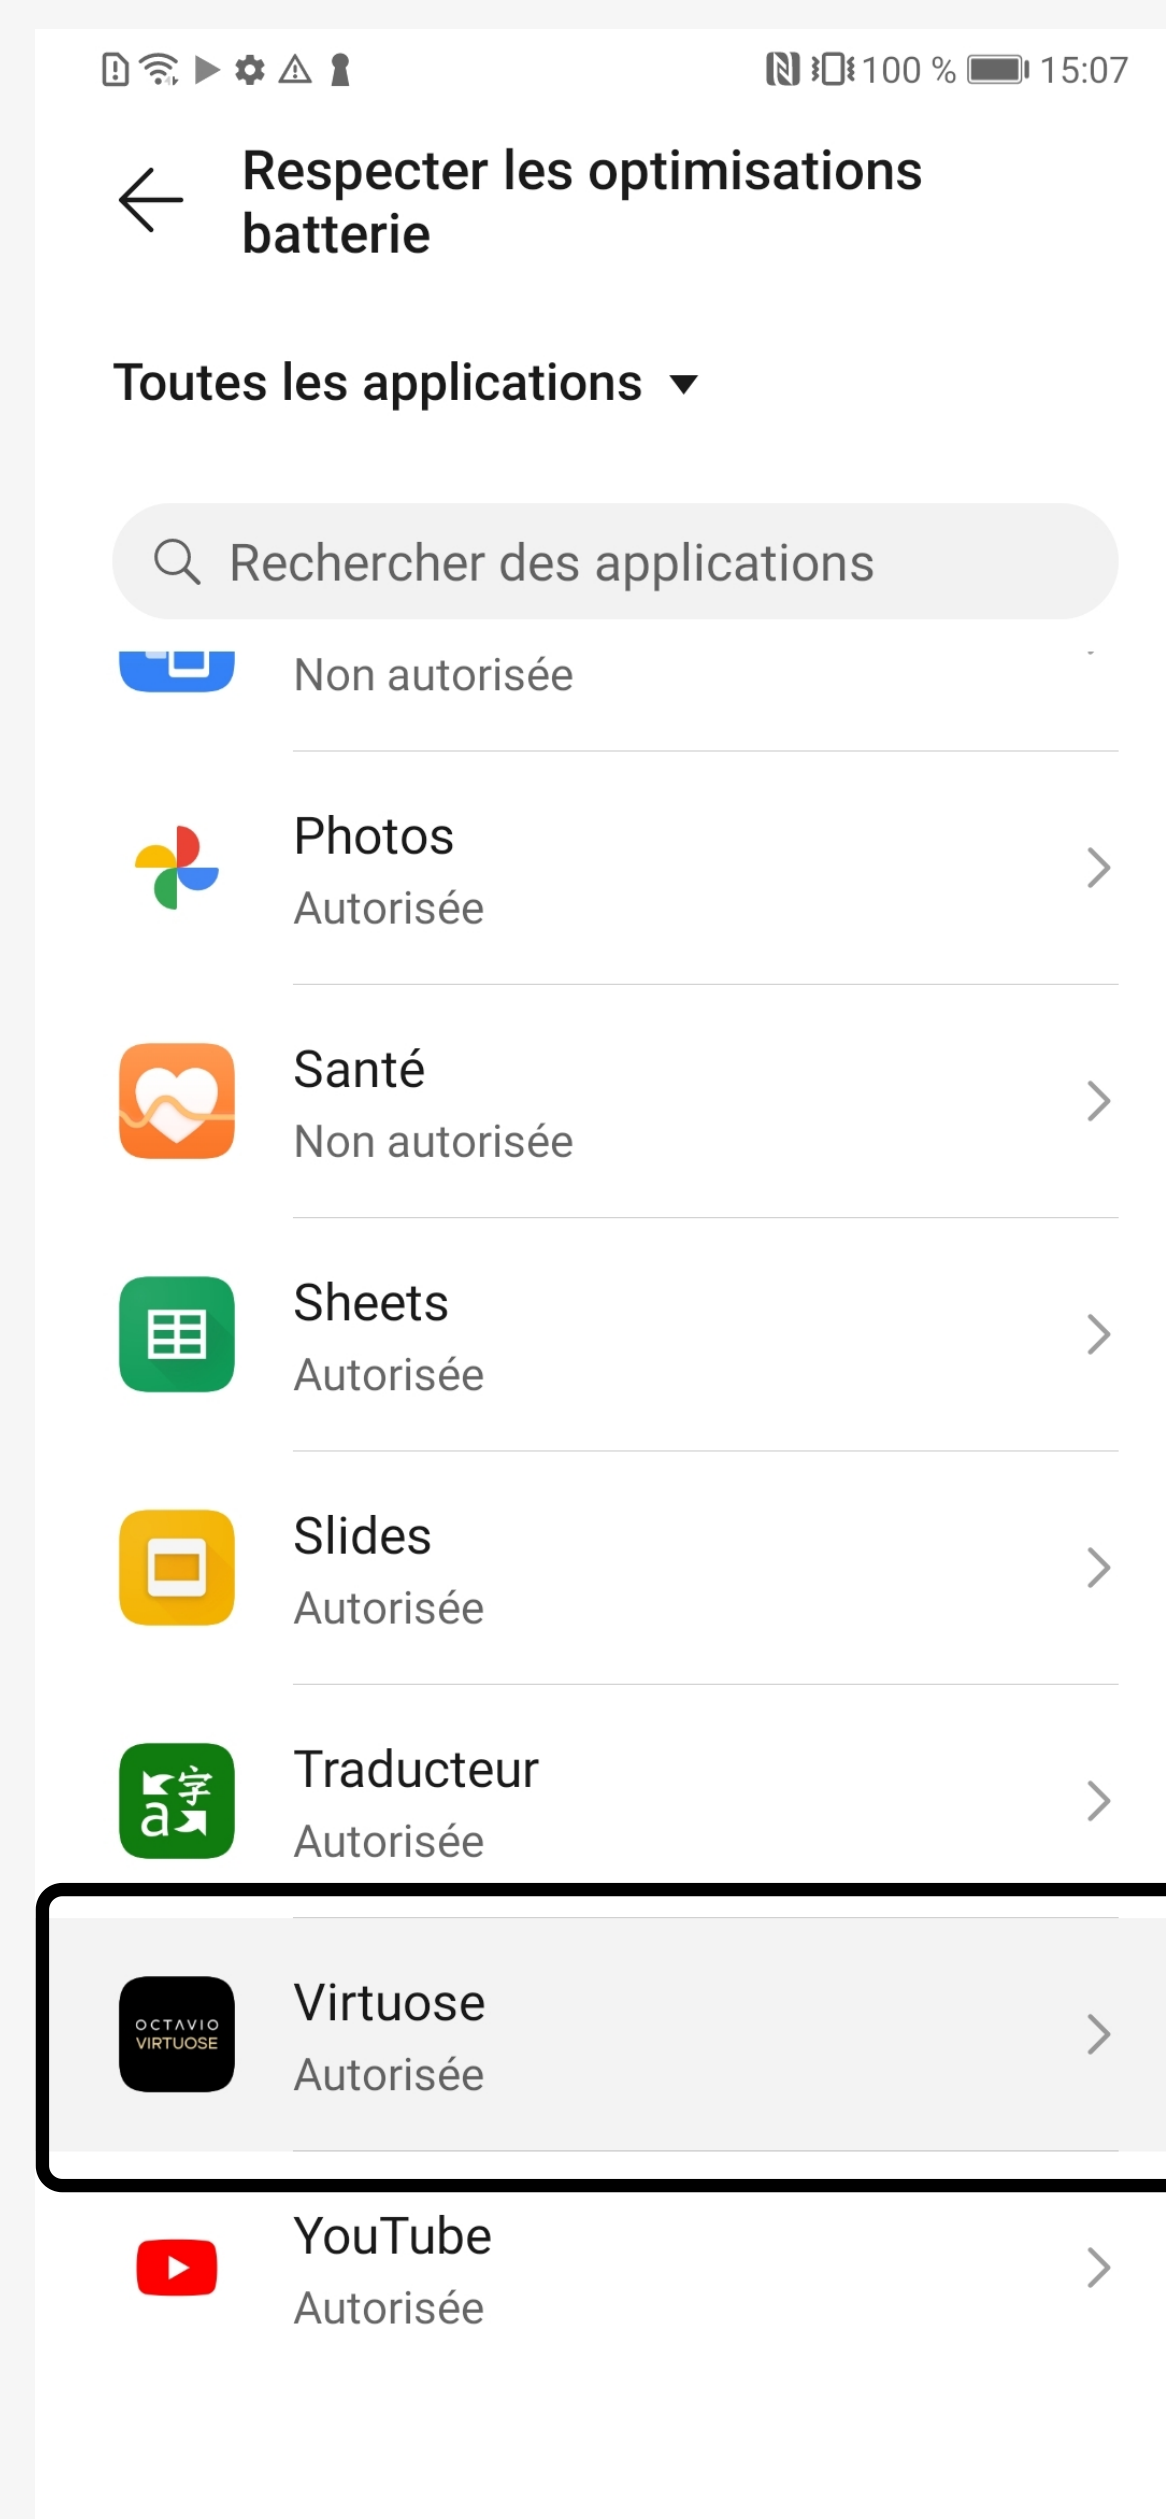 100 % 15:07
Respecter les optimisations
batterie
Toutes les applications
Rechercher des applications
Non autorisée
Photos
Autorisée
Santé
Non autorisée
Sheets
Autorisée
Slides
Autorisée
字
a
Traducteur
Autorisée
OCTAVIO
VIRTUOSE
Virtuose
Autorisée
YouTube
Autorisée